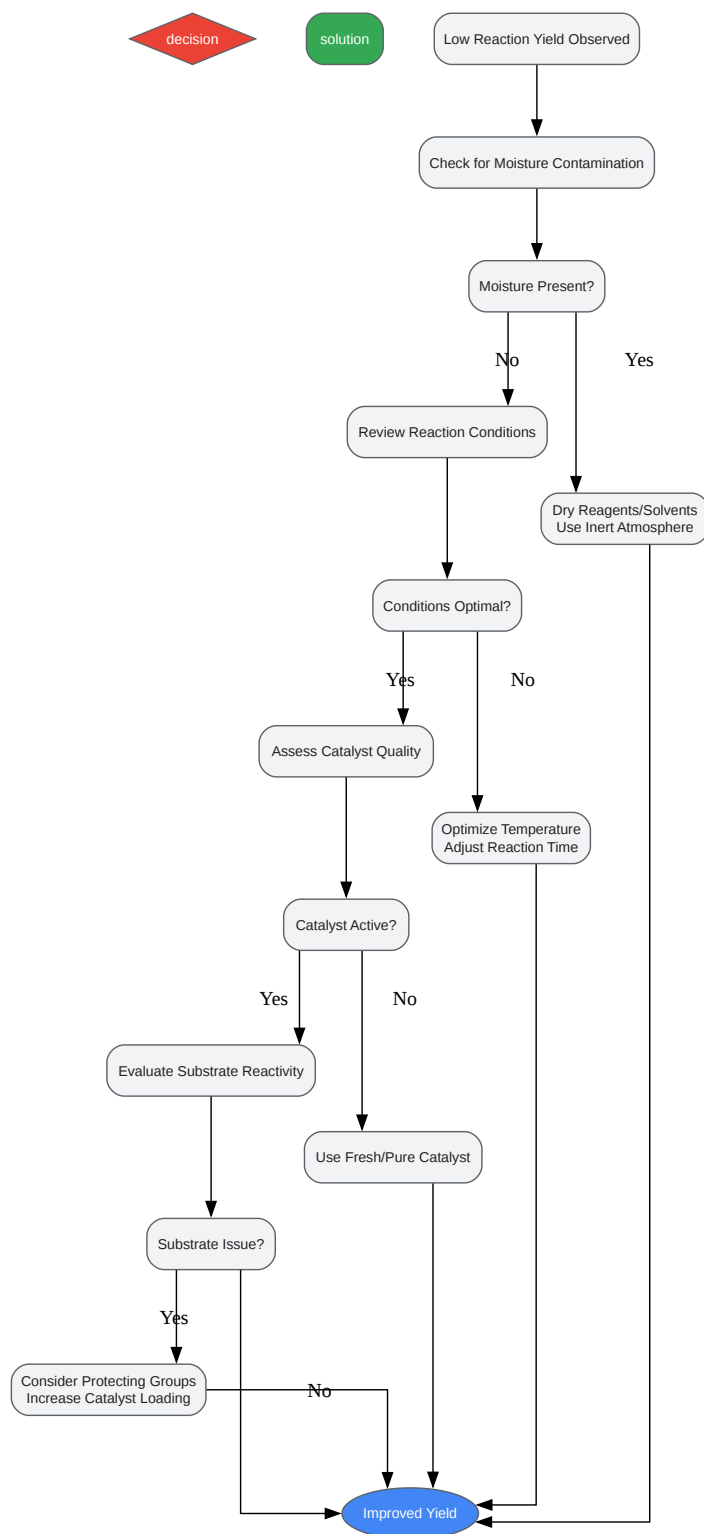 decision
solution
Low Reaction Yield Observed
Check for Moisture Contamination
Moisture Present?
No
Yes
Review Reaction Conditions
Dry Reagents/Solvents
Use Inert Atmosphere
Conditions Optimal?
Yes
No
Assess Catalyst Quality
Optimize Temperature
Adjust Reaction Time
Catalyst Active?
Yes
No
Evaluate Substrate Reactivity
Use Fresh/Pure Catalyst
Substrate Issue?
Yes
Consider Protecting Groups
Increase Catalyst Loading
No
Improved Yield